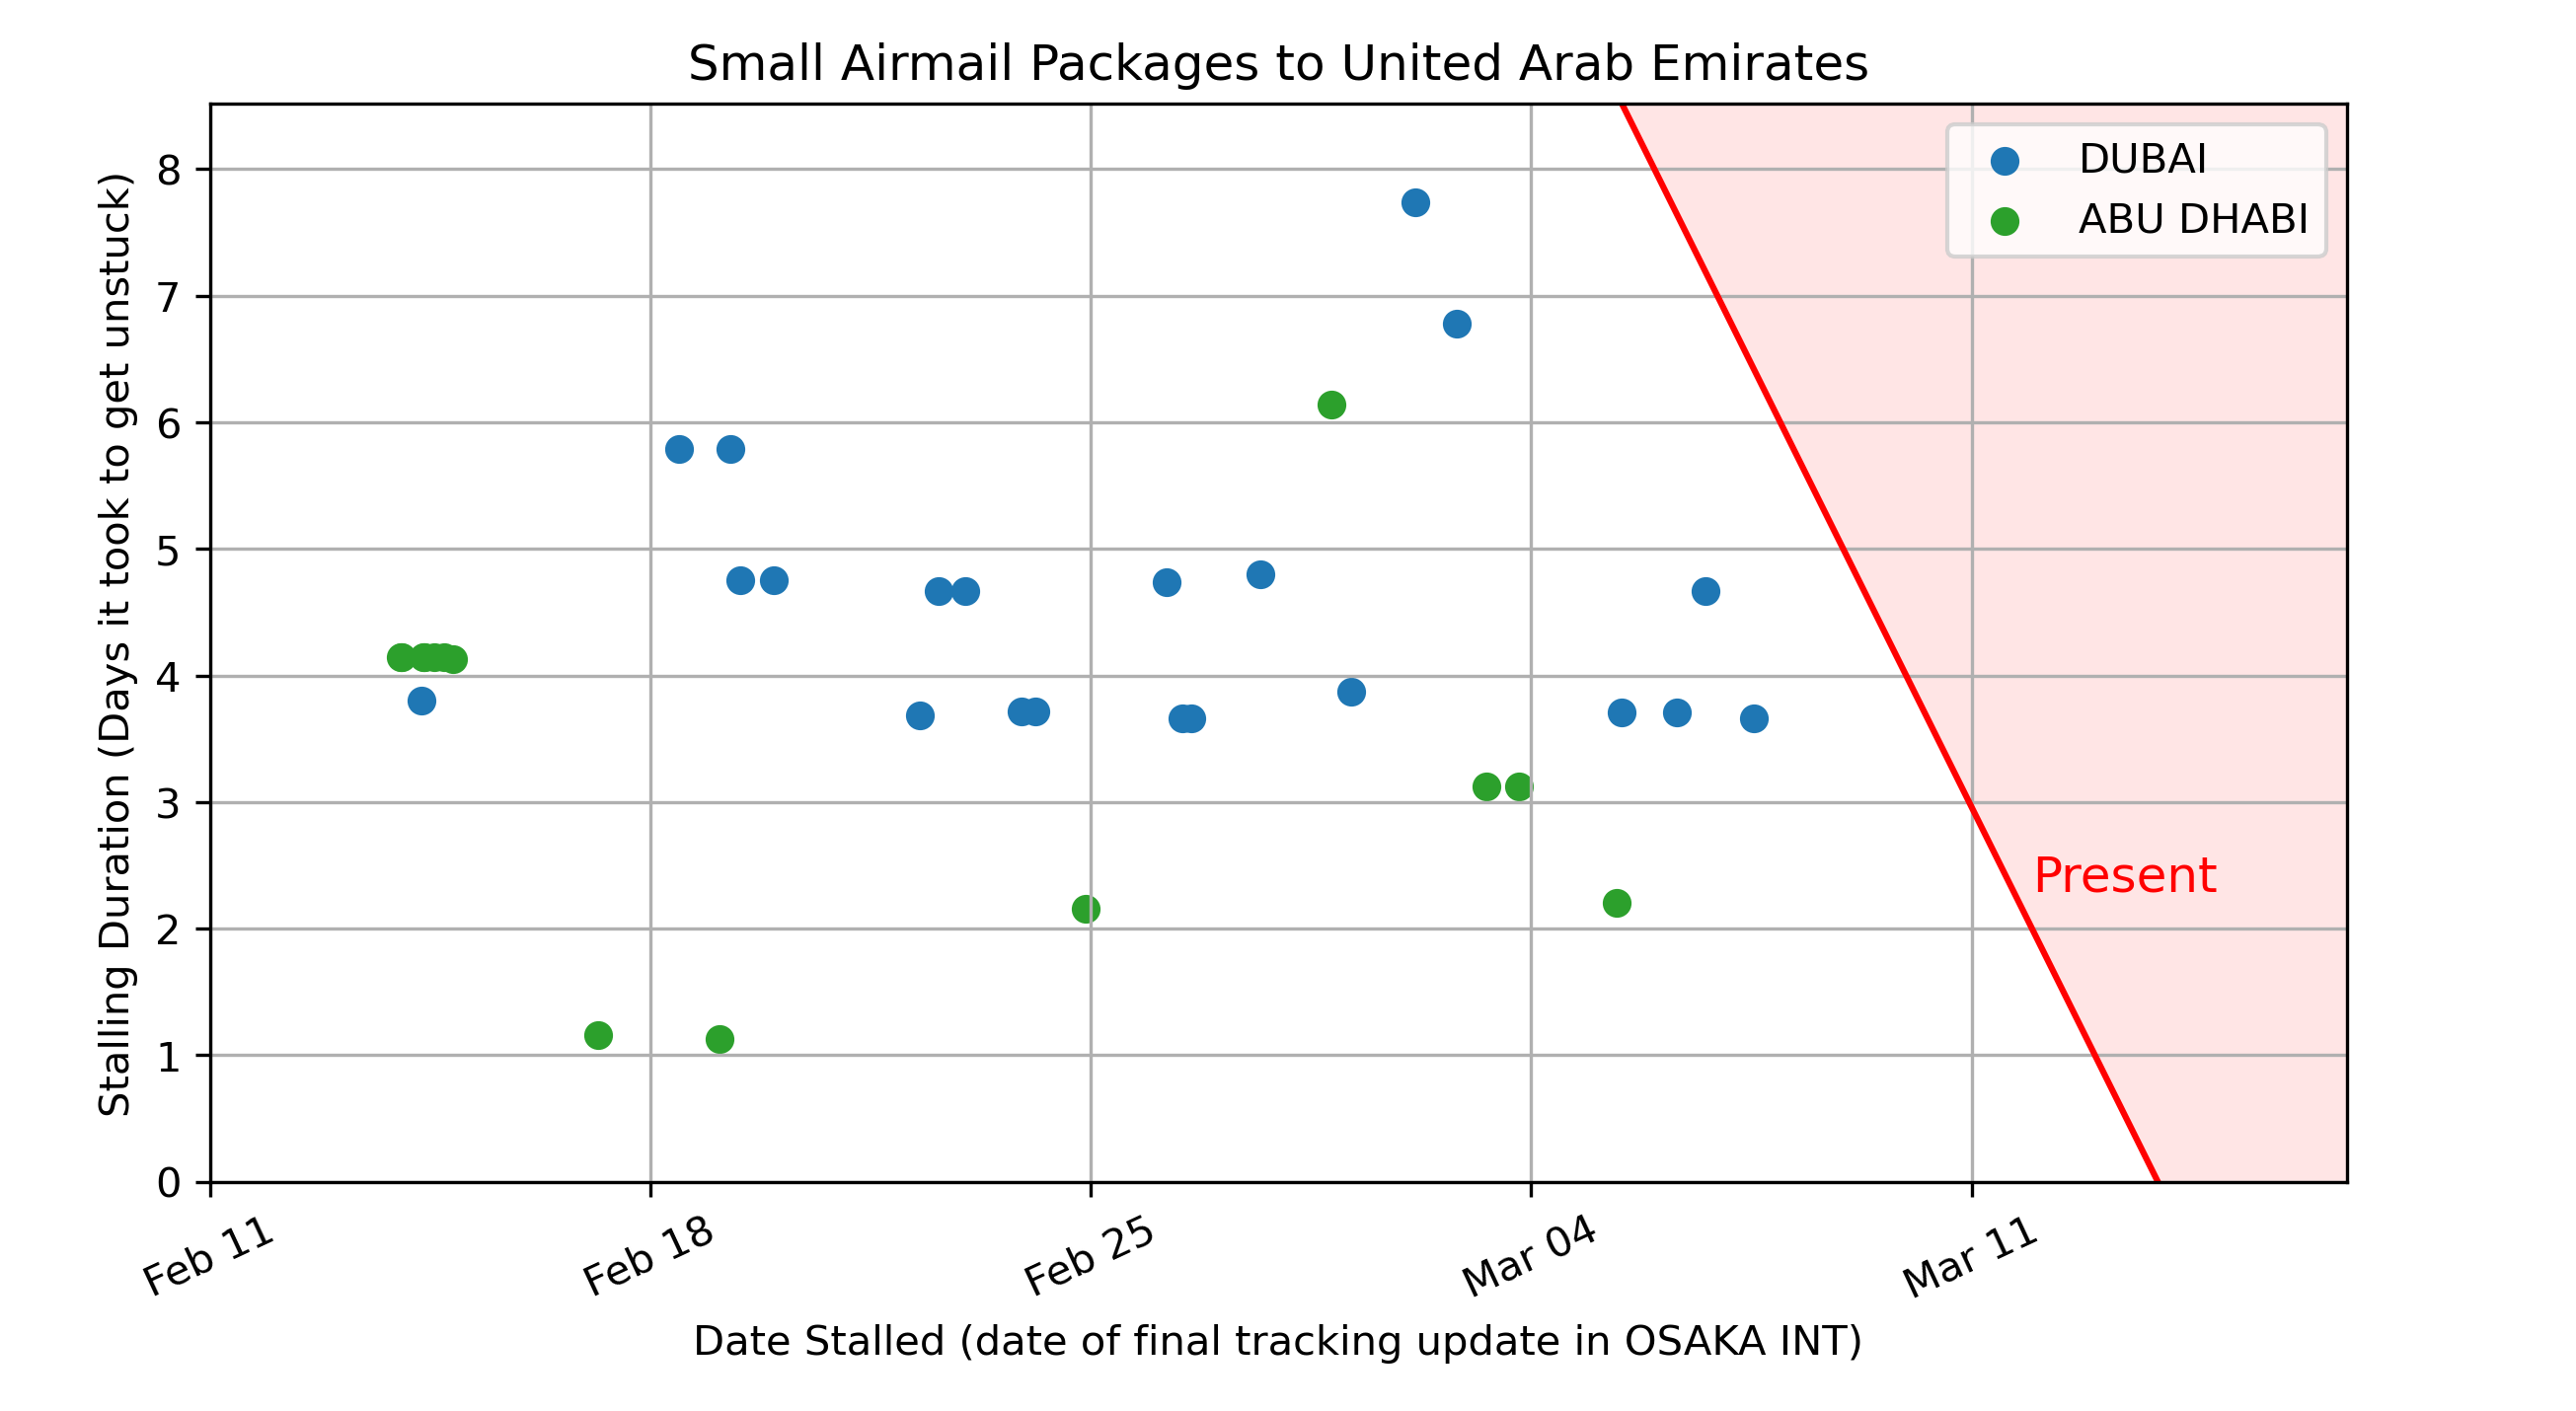 Small Airmail Packages to United Arab Emirates
DUBAI
ABU DHABI
8
7
6
5
4
3
2
1
0
Stalling Duration (Days it took to get unstuck)
Present
Feb 11
Feb 18
Feb 25
Mar 04
Mar 11
Date Stalled (date of final tracking update in OSAKA INT)